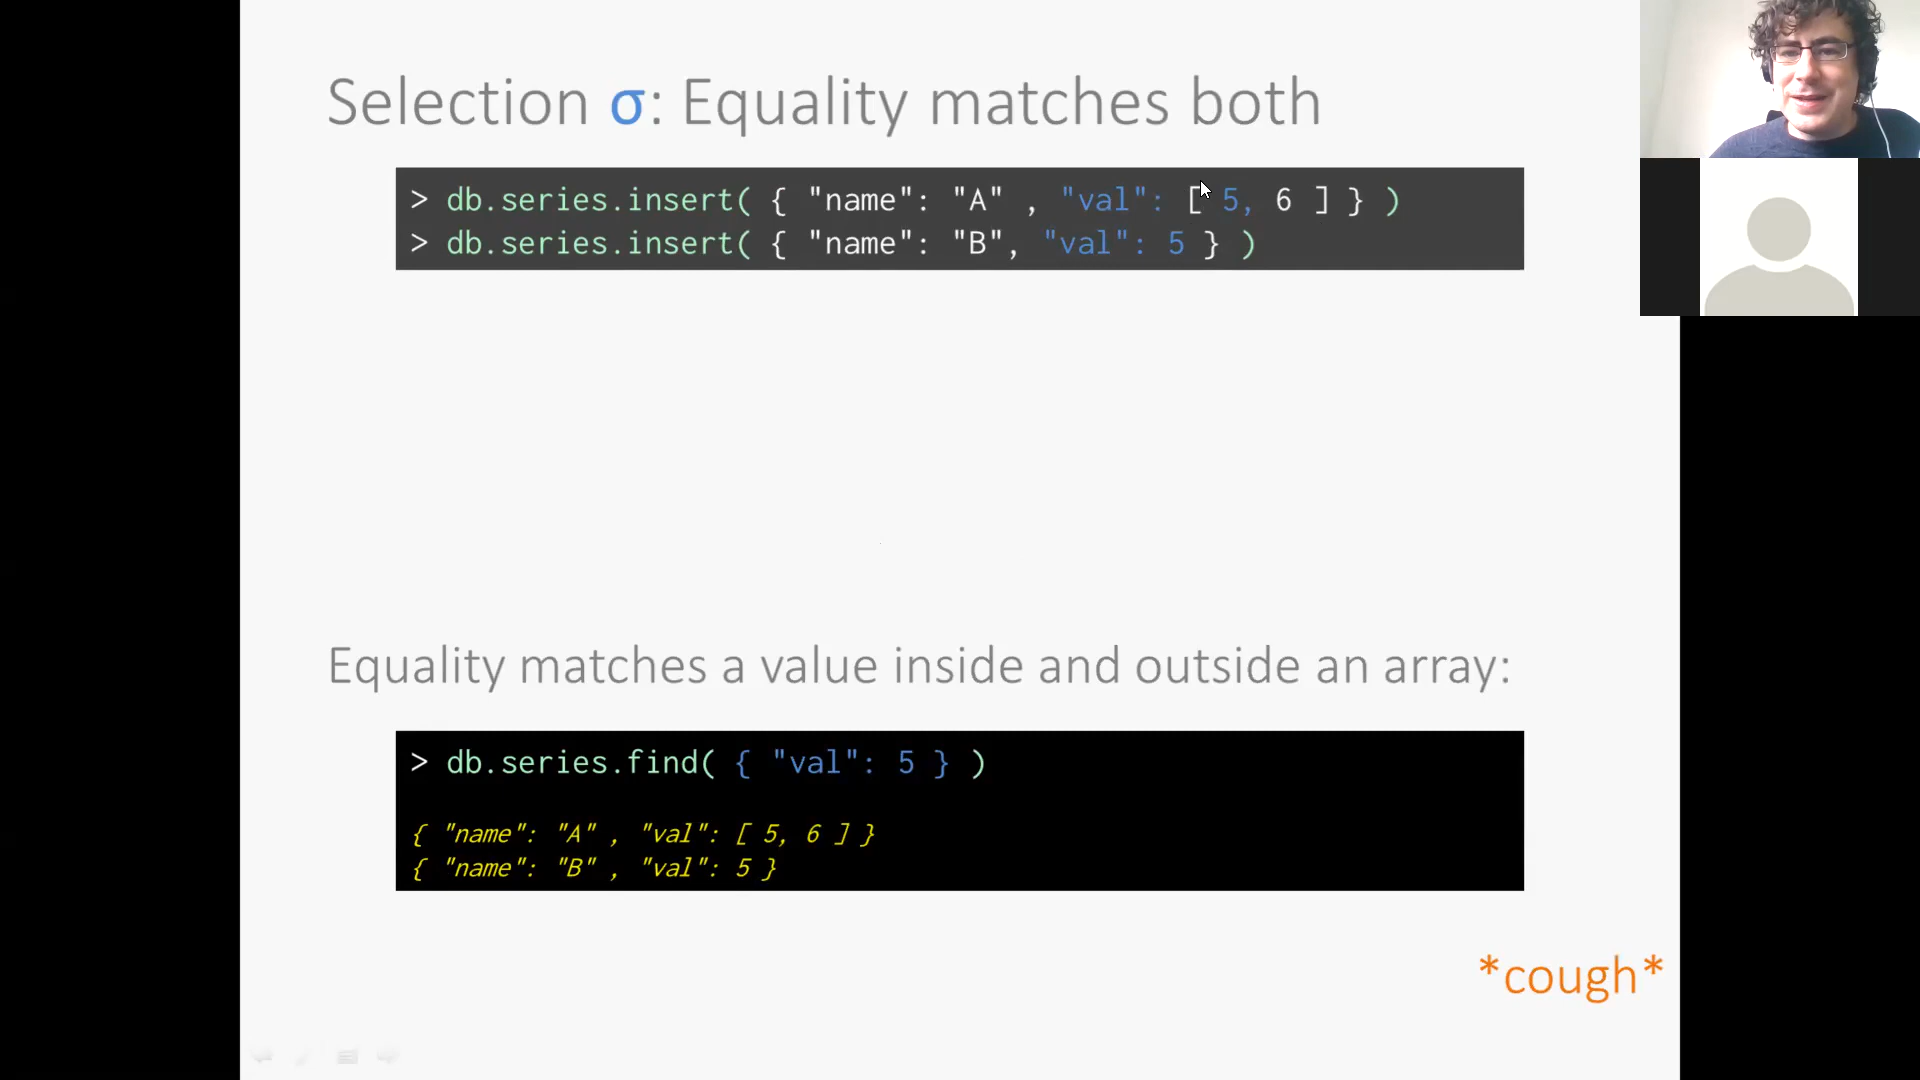 Selection σ: Equality matches both
> db.series.insert( { "name": "A" , "val": [ 5, 6 ] } )
> db.series.insert( { "name": "B", "val": 5 } )
Equality matches a value inside and outside an array:
> db.series.find( { "val": 5 } )
{ "name": "A" , "val": [ 5, 6 ] }
{ "name": "B" , "val": 5 }
*cough*